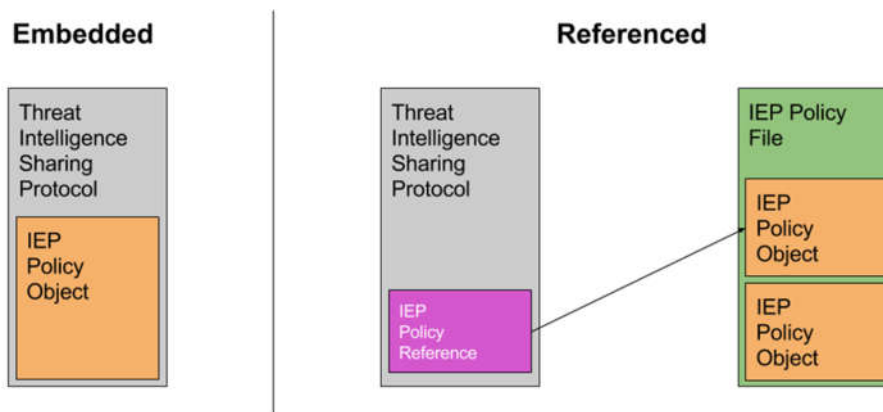 Embedded
Threat
Intelligence
Sharing
Protocol
IEP
Policy
Object
Referenced
Threat
Intelligence
Sharing
Protocol
IEP
Policy
Reference
IEP Policy
File
IEP
Policy
Object
IEP
Policy
Object